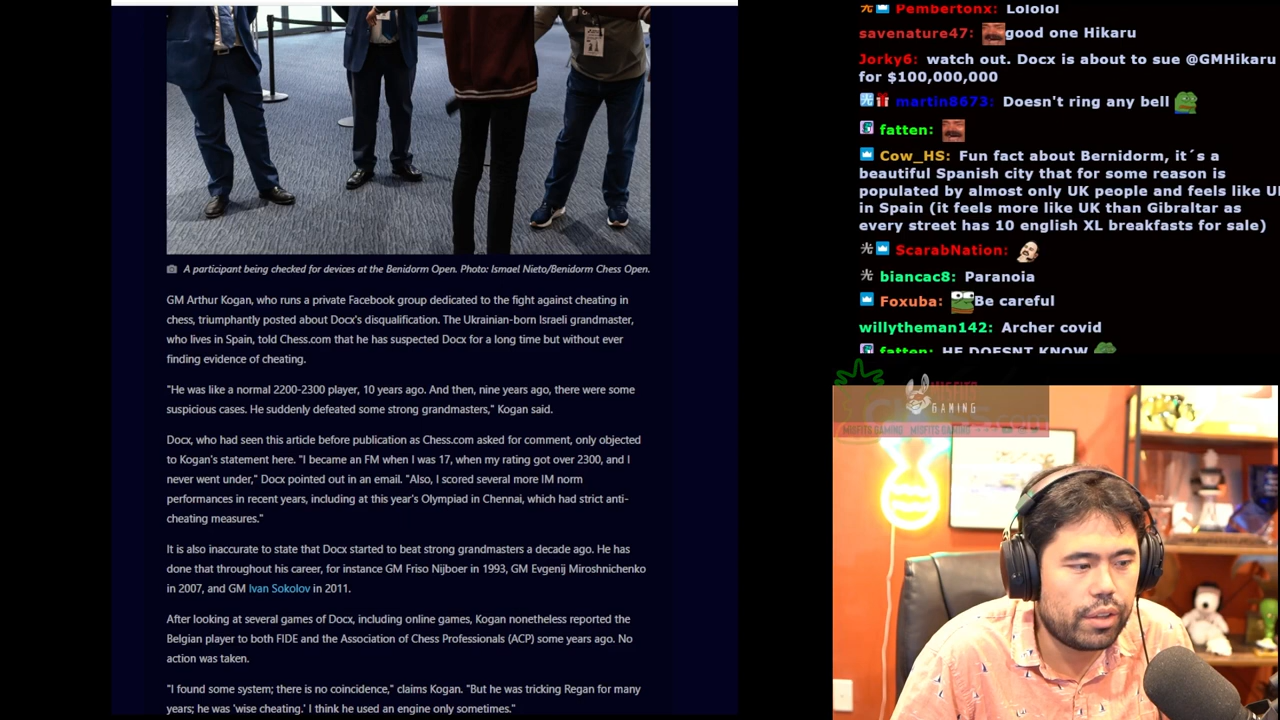 A participant being checked for devices at the Benidorm Open. Photo: Ismael Nieto/Benidorm Chess Open.
GM Arthur Kogan, who runs a private Facebook group dedicated to the fight against cheating in
chess, triumphantly posted about Docx's disqualification. The Ukrainian-born Israeli grandmaster,
who lives in Spain, told Chess.com that he has suspected Docx for a long time but without ever
finding evidence of cheating.
"He was like a normal 2200-2300 player, 10 years ago. And then, nine years ago, there were some
suspicious cases. He suddenly defeated some strong grandmasters," Kogan said.
Docx, who had seen this article before publication as Chess.com asked for comment, only objected
to Kogan's statement here. "I became an FM when I was 17, when my rating got over 2300, and I
never went under," Docx pointed out in an email. "Also, I scored several more IM norm
performances in recent years, including at this year's Olympiad in Chennai, which had strict anti-
cheating measures."
It is also inaccurate to state that Docx started to beat strong grandmasters a decade ago. He has
done that throughout his career, for instance GM Friso Nijboer in 1993, GM Evgenij Miroshnichenko
in 2007, and GM Ivan Sokolov in 2011.
After looking at several games of Docx, including online games, Kogan nonetheless reported the
Belgian player to both FIDE and the Association of Chess Professionals (ACP) some years ago. No
action was taken.
"I found some system; there is no coincidence," claims Kogan. "But he was tricking Regan for many
years; he was 'wise cheating.' I think he used an engine only sometimes."
Pembertonx: Lololol
savenature47: good one Hikaru
Jorky6: watch out. Docx is about to sue @GMHikaru
for $100,000,000
martin8673: Doesn't ring any bell
fatten:
Cow_HS: Fun fact about Bernidorm, it´s a
beautiful Spanish city that for some reason is
populated by almost only UK people and feels like
in Spain (it feels more like UK than Gibraltar as
every street has 10 english XL breakfasts for sale)
ScarabNation:
biancac8: Paranoia
Foxuba: Be careful
willytheman142: Archer covid
fatten: HE DOESNT KNOW
MISFITS
GAMING
MISFITS GAMING MISFITS GAMING